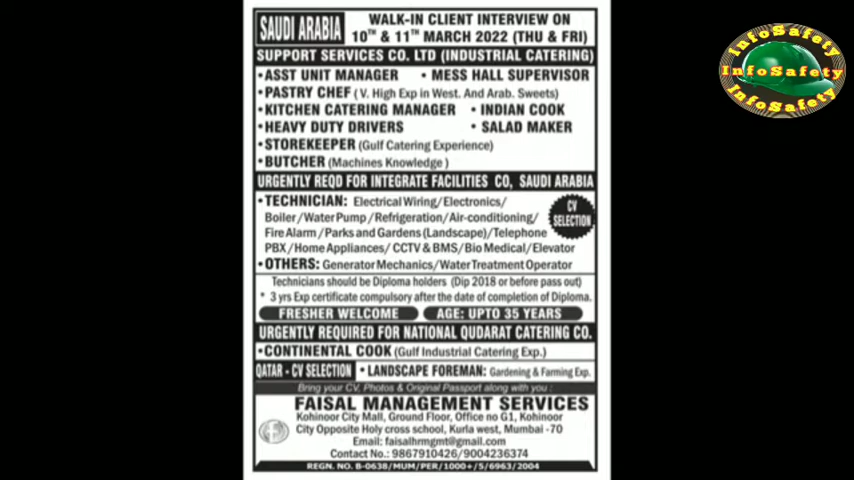 SAUDI ARABIA
WALK-IN CLIENT INTERVIEW ON
10TH & 11TH MARCH 2022 (THU & FRI)
SUPPORT SERVICES CO. LTD (INDUSTRIAL CATERING)
• ASST UNIT MANAGER • MESS HALL SUPERVISOR
• PASTRY CHEF ( V. High Exp in West. And Arab. Sweets)
• KITCHEN CATERING MANAGER • INDIAN COOK
• HEAVY DUTY DRIVERS • SALAD MAKER
• STOREKEEPER (Gulf Catering Experience)
• BUTCHER (Machines Knowledge )
URGENTLY REQD FOR INTEGRATE FACILITIES CO, SAUDI ARABIA
• TECHNICIAN: Electrical Wiring/Electronics/
Boiler/Water Pump/Refrigeration/Air-conditioning/
Fire Alarm/Parks and Gardens (Landscape)/Telephone
PBX/Home Appliances/ CCTV & BMS/Bio Medical/Elevator
CV
SELECTION
• OTHERS: Generator Mechanics/Water Treatment Operator
Technicians should be Diploma holders (Dip 2018 or before pass out)
* 3 yrs Exp certificate compulsory after the date of completion of Diploma.
FRESHER WELCOME AGE: UPTO 35 YEARS
URGENTLY REQUIRED FOR NATIONAL QUDARAT CATERING CO.
• CONTINENTAL COOK (Gulf Industrial Catering Exp.)
QATAR - CV SELECTION • LANDSCAPE FOREMAN: Gardening & Farming Exp.
Bring your CV, Photos & Original Passport along with you :
FAISAL MANAGEMENT SERVICES
Kohinoor City Mall, Ground Floor, Office no G1, Kohinoor
City Opposite Holy cross school, Kurla west, Mumbai -70
Email: faisalhrmgmt@gmail.com
Contact No.: 9867910426/9004236374
REGN. NO. B-0638/MUM/PER/1000+/5/6963/2004
InfoSafety
InfoSafety
InfoSafety